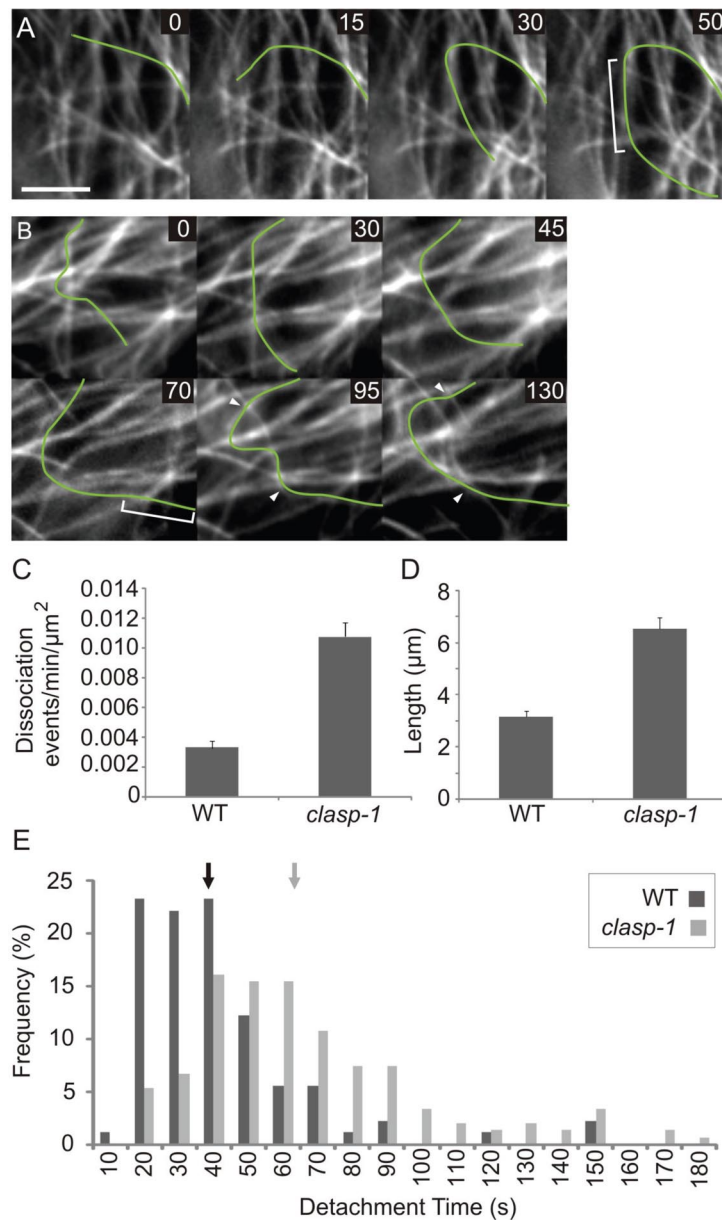 A
0
15
30
50
B
0
30
45
70
95
130
C
D
0.014
0.012
0.010
0.008
0.006
0.004
0.002
0
Dissociation
events/min/µm²
WT
clasp-1
8
6
4
2
0
Length (µm)
WT
clasp-1
E
25
20
15
10
5
0
Frequency (%)
WT
clasp-1
10
20
30
40
50
60
70
80
90
100
110
120
130
140
150
160
170
180
Detachment Time (s)